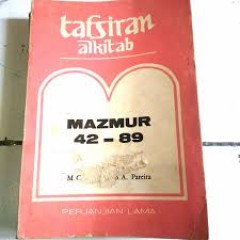 tafsiran
alkitab
MAZMUR
42 - 89
PERJANJIAN LAMA